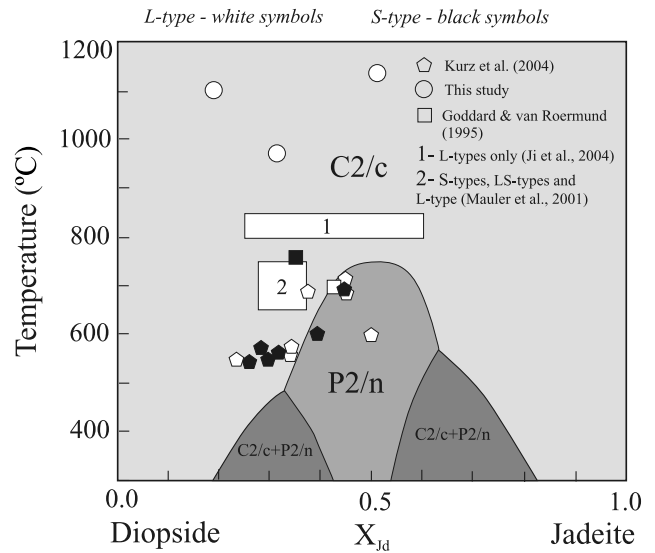 L-type - white symbols
S-type - black symbols
1200
1000
800
600
400
Temperature (ºC)
Kurz et al. (2004)
This study
Goddard & van Roermund
(1995)
1- L-types only (Ji et al., 2004)
2- S-types, LS-types and
L-type (Mauler et al., 2001)
C2/c
1
2
P2/n
C2/c+P2/n
C2/c+P2/n
0.0
0.5
1.0
Diopside
XJd
Jadeite